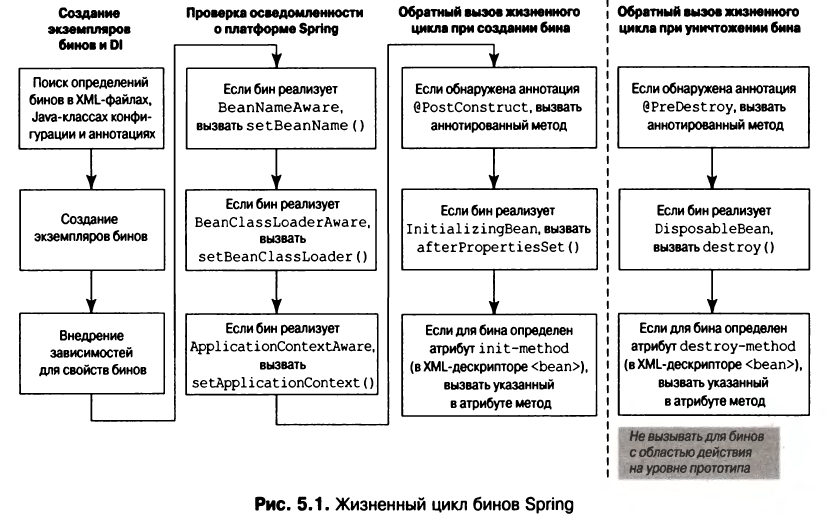 Создание
экземпляров
бинов и DI
Поиск определений
бинов в XML-файлах,
Java-классах конфи-
гурации и аннотациях
Создание
экземпляров бинов
Внедрение
зависимостей
для свойств бинов
Проверка осведомленности
о платформе Spring
Если бин реализует
BeanNameAware,
вызвать setBeanName()
Если бин реализует
BeanClassLoaderAware,
вызвать
setBeanClassLoader()
Если бин реализует
ApplicationContextAware,
вызвать
setApplicationContext()
Обратный вызов жизненного
цикла при создании бина
Если обнаружена аннотация
@PostConstruct, вызвать
аннотированный метод
Если бин реализует
InitializingBean, вызвать
afterPropertiesSet()
Если для бина определен
атрибут init-method
(в XML-дескрипторе <bean>),
вызвать указанный
в атрибуте метод
Обратный вызов жизненного
цикла при уничтожении бина
Если обнаружена аннотация
@PreDestroy, вызвать
аннотированный метод
Если бин реализует
DisposableBean,
вызвать destroy()
Если для бина определен
атрибут destroy-method
(в XML-дескрипторе <bean>),
вызвать указанный
в атрибуте метод
Не вызывать для бинов
с областью действия
на уровне прототипа
Рис. 5.1. Жизненный цикл бинов Spring